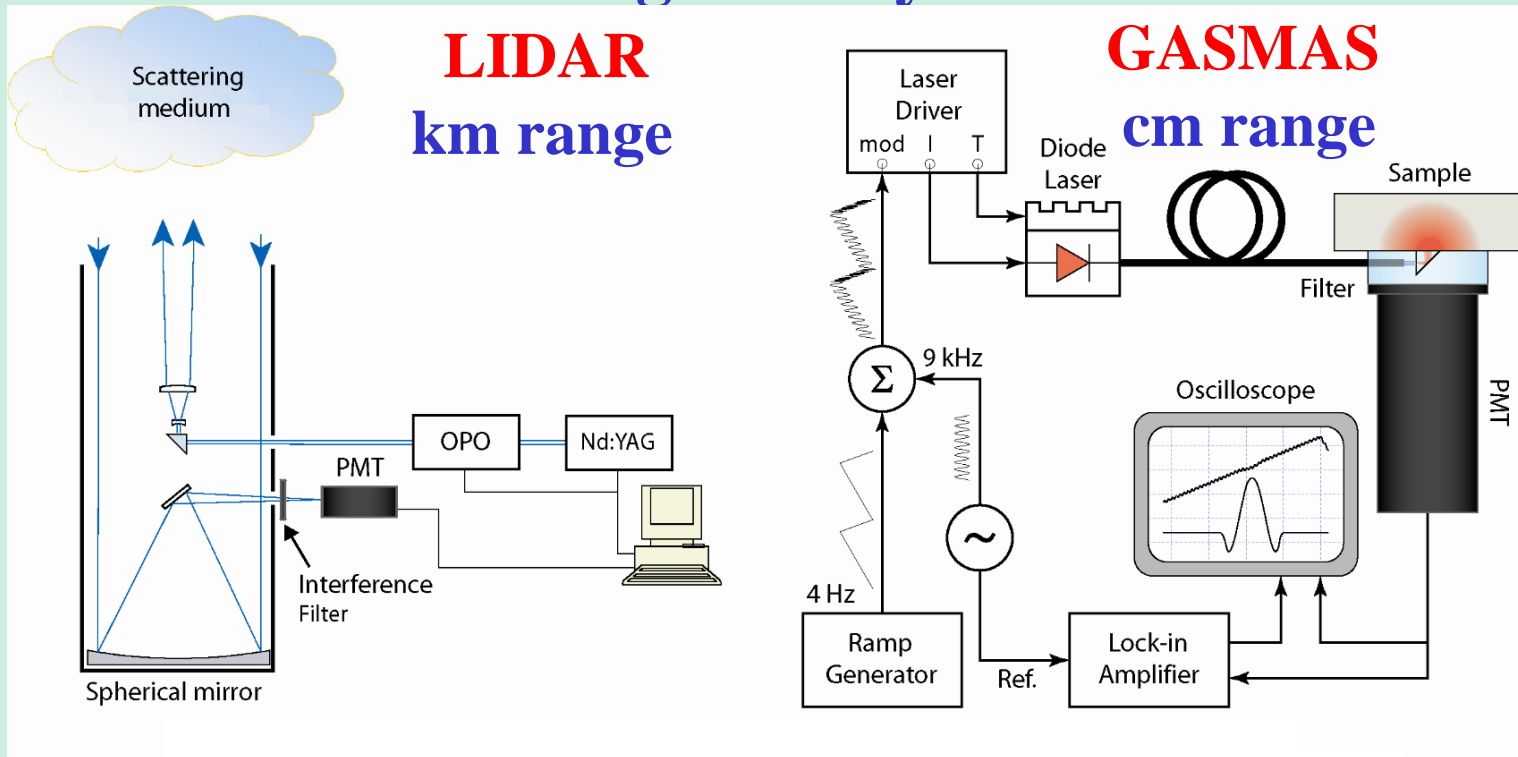 LIDAR
km range
Scattering
medium
OPO
Nd:YAG
PMT
Interference
Filter
Spherical mirror
GASMAS
cm range
Laser
Driver
mod I T
Diode
Laser
Sample
Filter
9 kHz
Σ
Oscilloscope
PMT
~
4 Hz
Ramp
Generator
Ref.
Lock-in
Amplifier